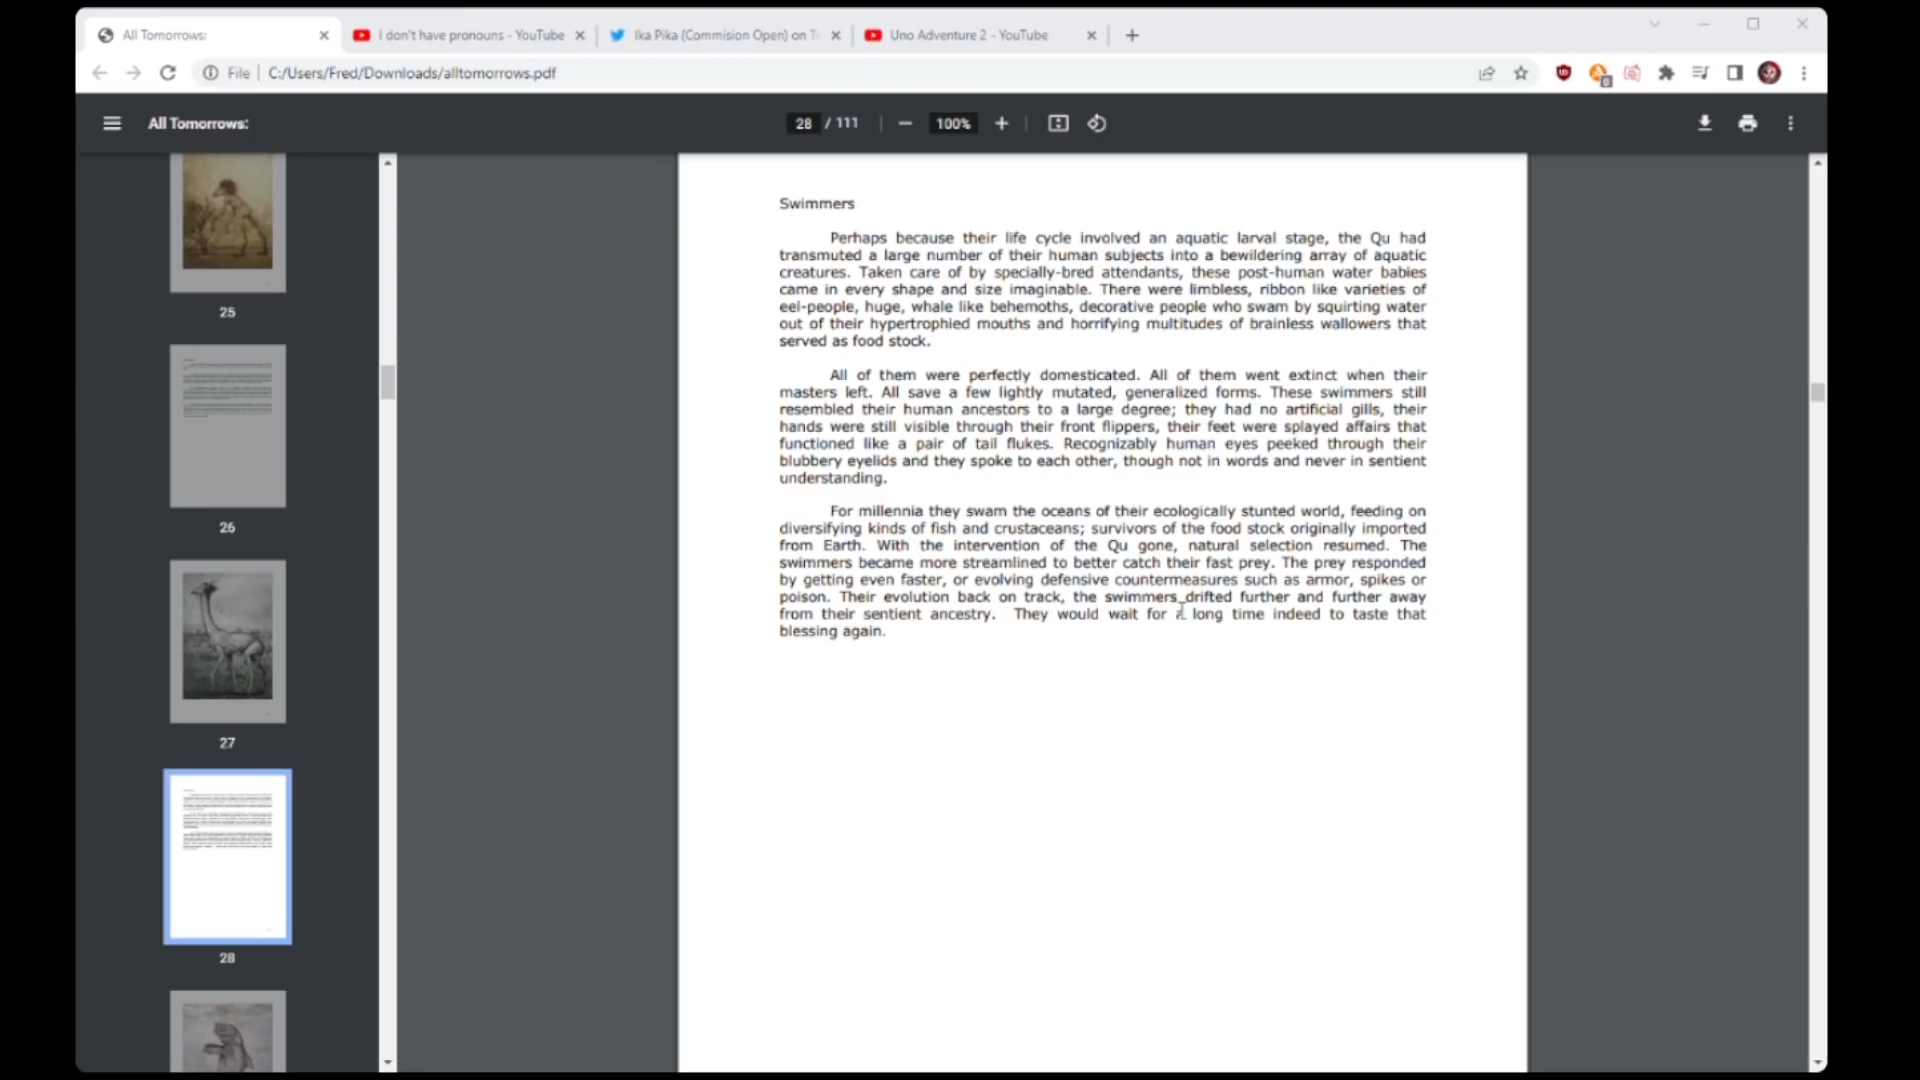 All Tomorrows:
I don't have pronouns - YouTube
Ika Pika (Commision Open) on T
Uno Adventure 2 - YouTube
File
C:/Users/Fred/Downloads/alltomorrows.pdf
All Tomorrows:
28 / 111
100%
25
26
27
28
Swimmers
Perhaps because their life cycle involved an aquatic larval stage, the Qu had
transmuted a large number of their human subjects into a bewildering array of aquatic
creatures. Taken care of by specially-bred attendants, these post-human water babies
came in every shape and size imaginable. There were limbless, ribbon like varieties of
eel-people, huge, whale like behemoths, decorative people who swam by squirting water
out of their hypertrophied mouths and horrifying multitudes of brainless wallowers that
served as food stock.
All of them were perfectly domesticated. All of them went extinct when their
masters left. All save a few lightly mutated, generalized forms. These swimmers still
resembled their human ancestors to a large degree; they had no artificial gills, their
hands were still visible through their front flippers, their feet were splayed affairs that
functioned like a pair of tail flukes. Recognizably human eyes peeked through their
blubbery eyelids and they spoke to each other, though not in words and never in sentient
understanding.
For millennia they swam the oceans of their ecologically stunted world, feeding on
diversifying kinds of fish and crustaceans; survivors of the food stock originally imported
from Earth. With the intervention of the Qu gone, natural selection resumed. The
swimmers became more streamlined to better catch their fast prey. The prey responded
by getting even faster, or evolving defensive countermeasures such as armor, spikes or
poison. Their evolution back on track, the swimmers drifted further and further away
from their sentient ancestry. They would wait for a long time indeed to taste that
blessing again.